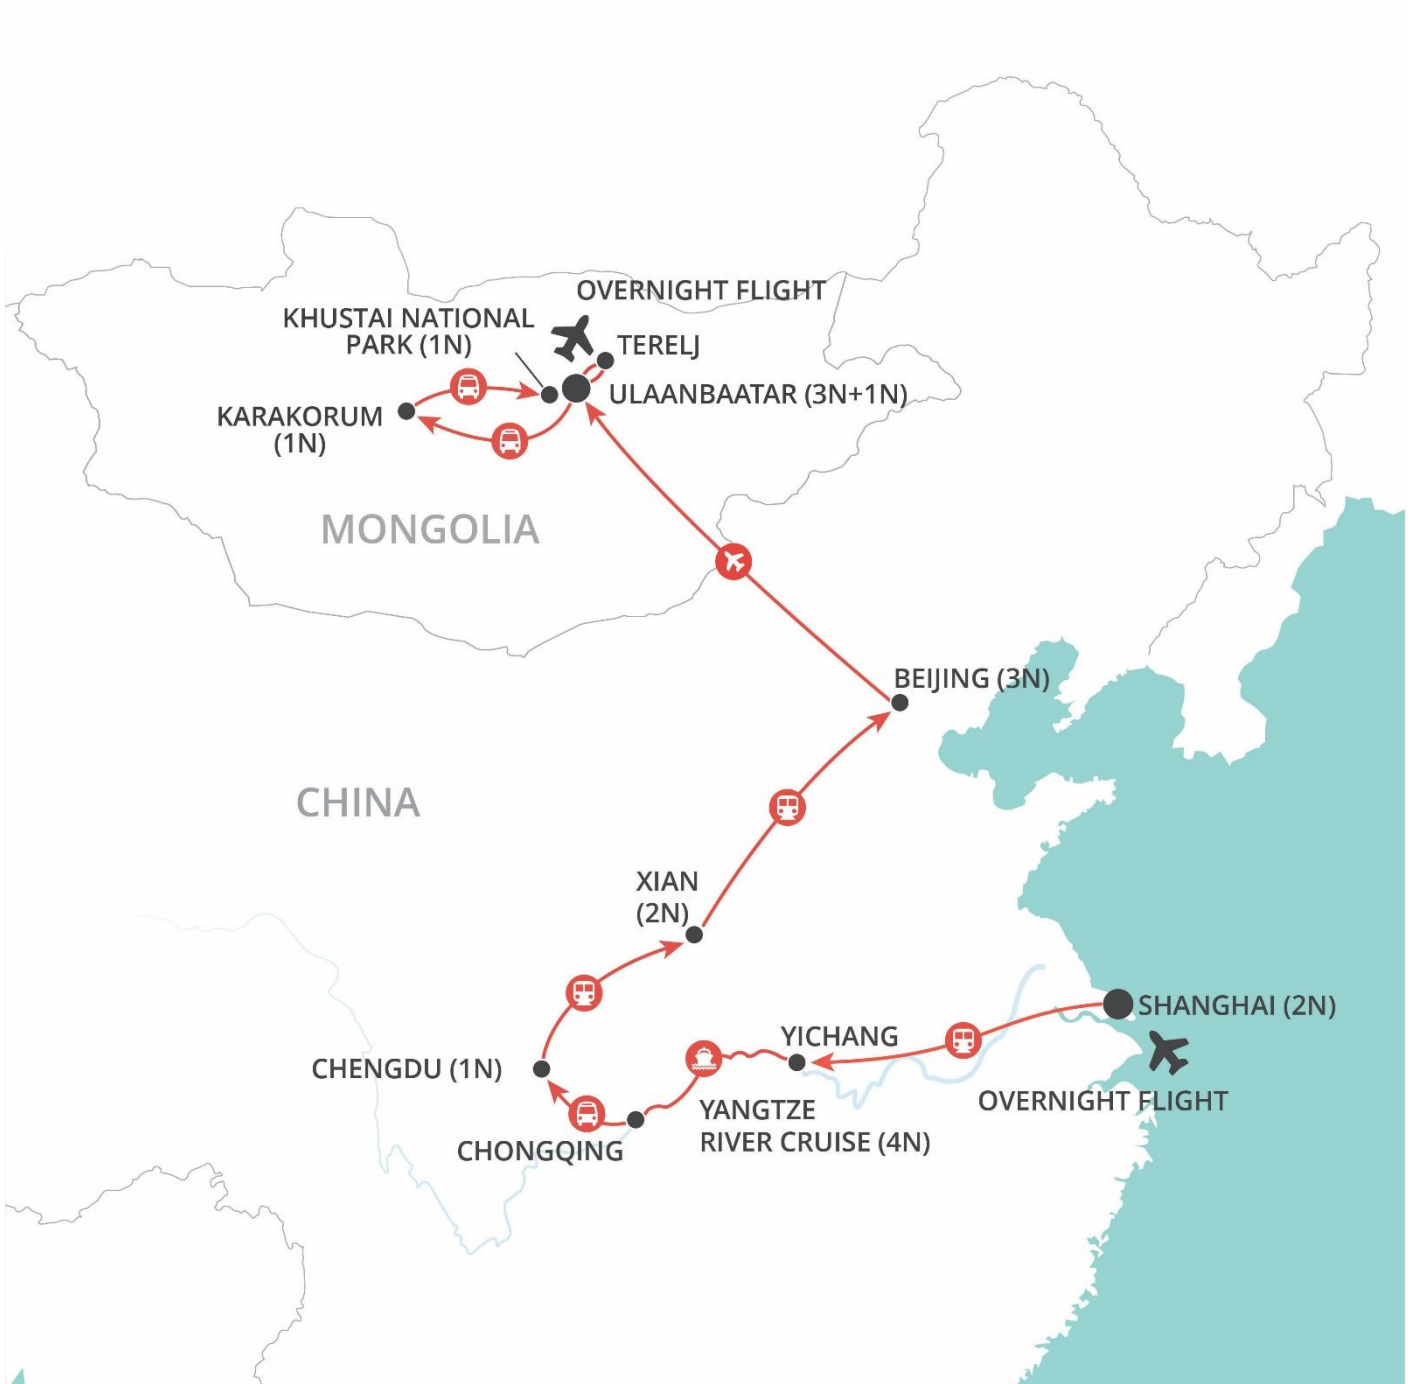 OVERNIGHT FLIGHT
KHUSTAI NATIONAL
PARK (1N)
TERELJ
ULAANBAATAR (3N+1N)
KARAKORUM
(1N)
MONGOLIA
BEIJING (3N)
CHINA
XIAN
(2N)
SHANGHAI (2N)
YICHANG
CHENGDU (1N)
OVERNIGHT FLIGHT
YANGTZE
RIVER CRUISE (4N)
CHONGQING